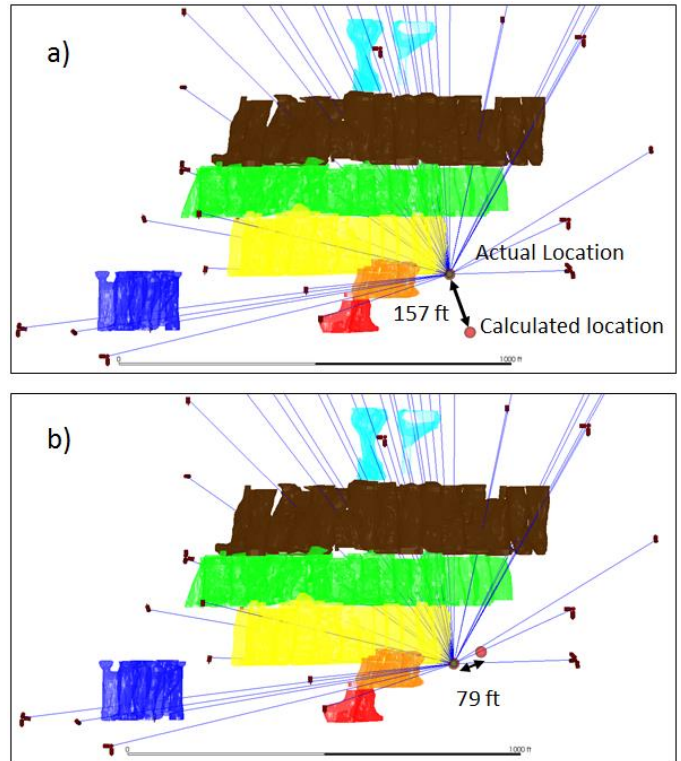 a)
Actual Location
157 ft
Calculated location
0
1000 ft
b)
79 ft
0
1000 ft